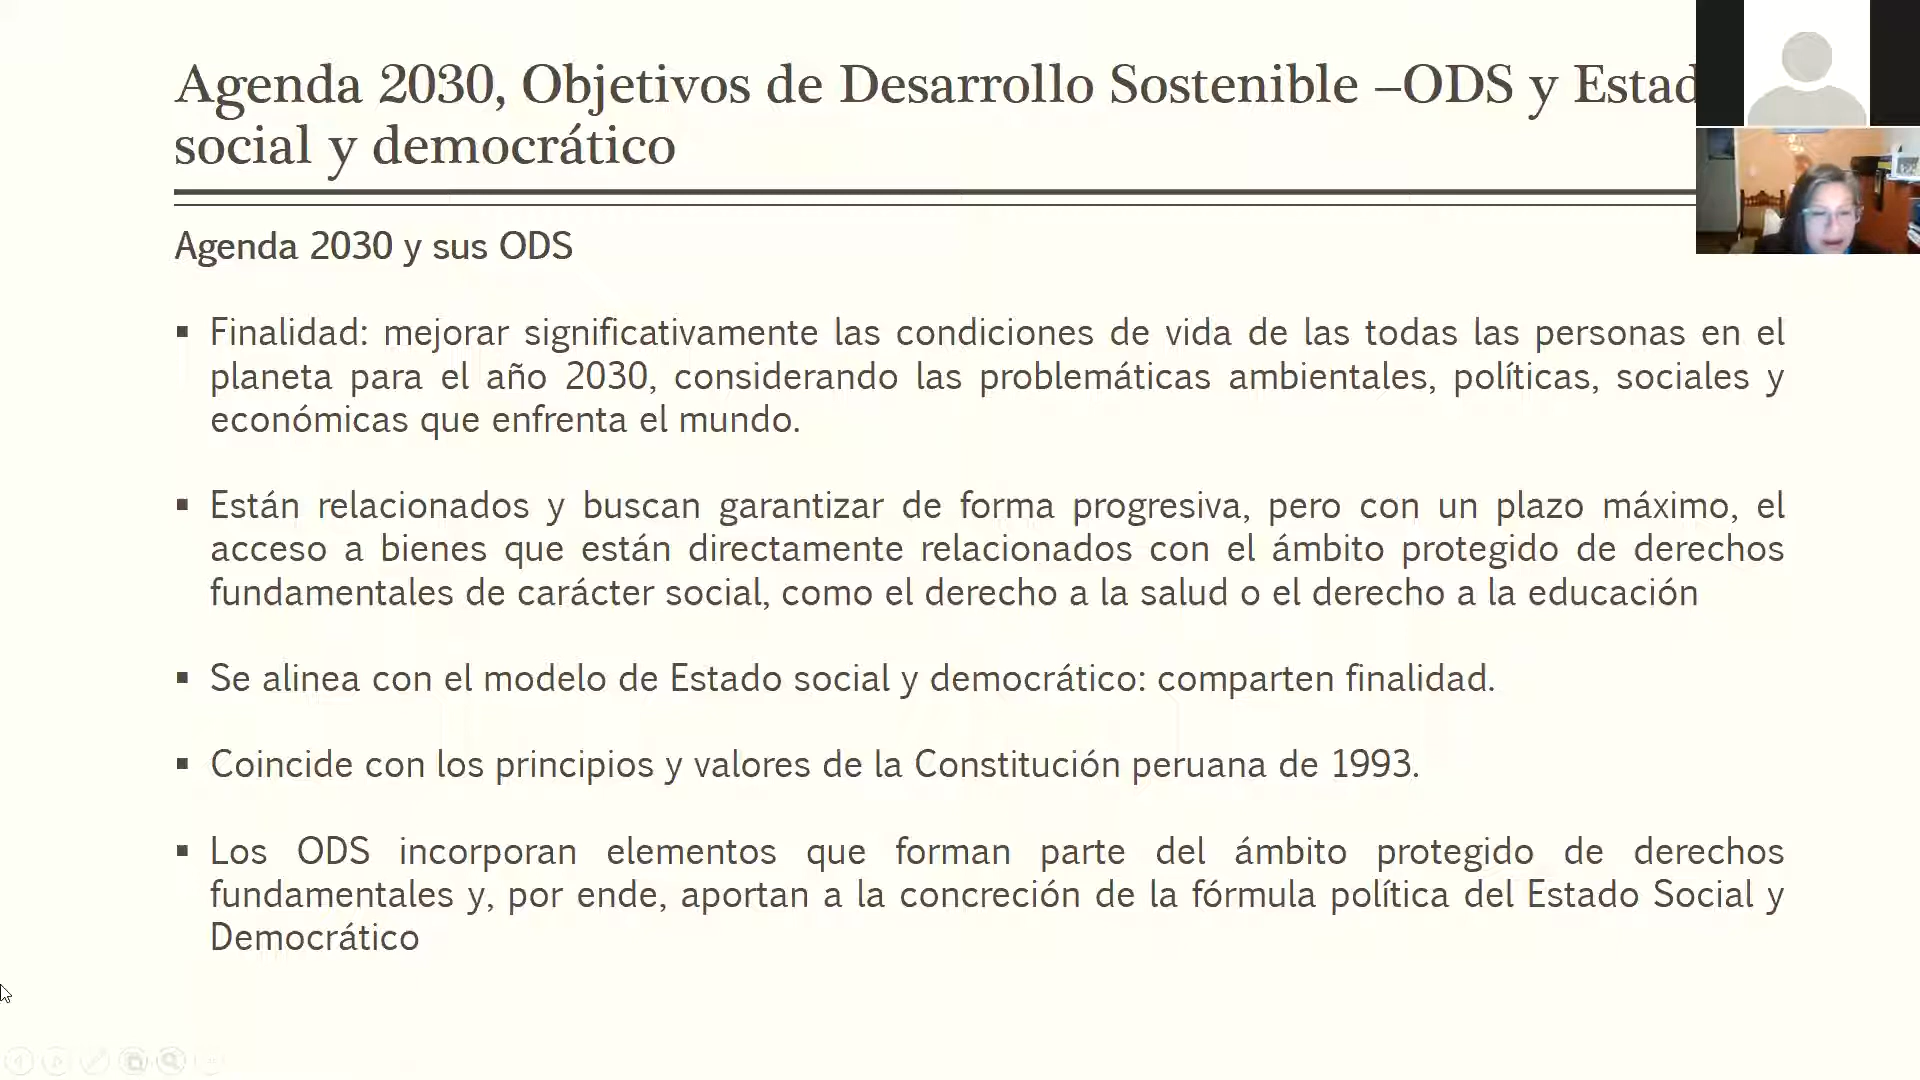 Agenda 2030, Objetivos de Desarrollo Sostenible –ODS y Estad
social y democrático
Agenda 2030 y sus ODS
▪ Finalidad: mejorar significativamente las condiciones de vida de las todas las personas en el
planeta para el año 2030, considerando las problemáticas ambientales, políticas, sociales y
económicas que enfrenta el mundo.
▪ Están relacionados y buscan garantizar de forma progresiva, pero con un plazo máximo, el
acceso a bienes que están directamente relacionados con el ámbito protegido de derechos
fundamentales de carácter social, como el derecho a la salud o el derecho a la educación
▪ Se alinea con el modelo de Estado social y democrático: comparten finalidad.
▪ Coincide con los principios y valores de la Constitución peruana de 1993.
▪ Los ODS incorporan elementos que forman parte del ámbito protegido de derechos
fundamentales y, por ende, aportan a la concreción de la fórmula política del Estado Social y
Democrático